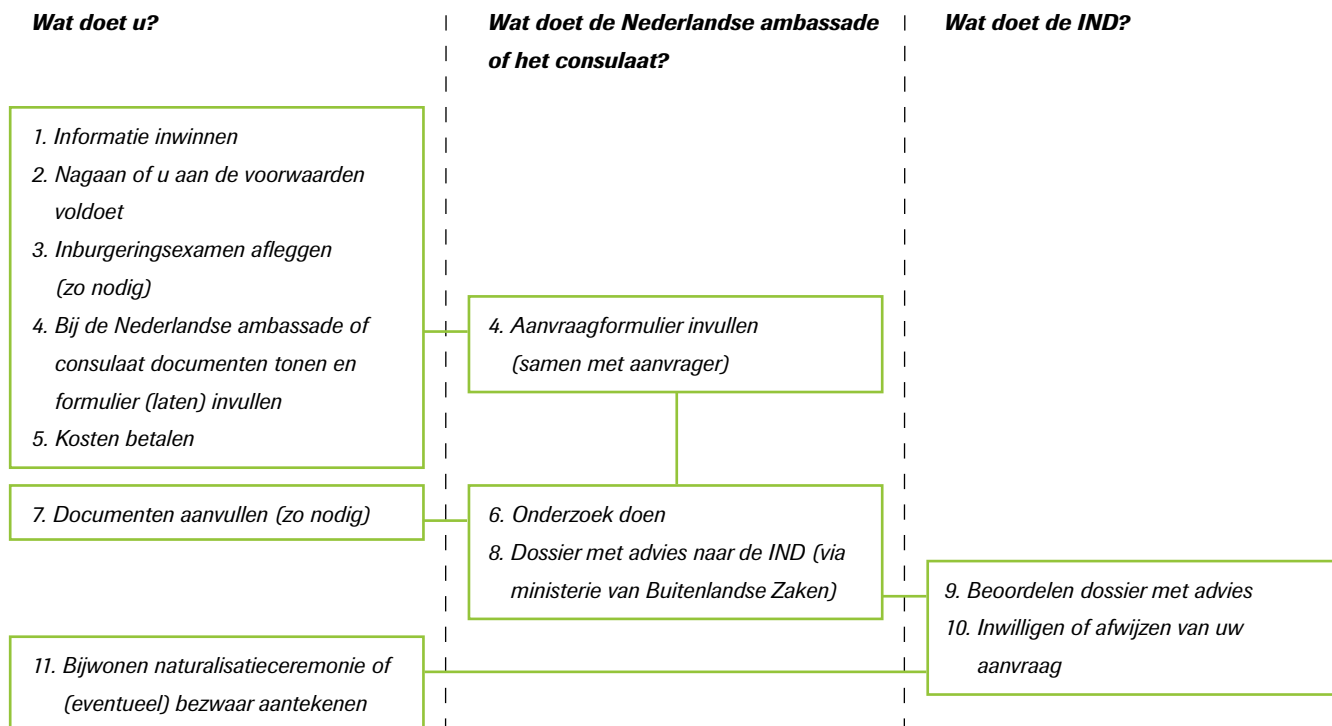 Wat doet u?
Wat doet de Nederlandse ambassade
of het consulaat?
Wat doet de IND?
1. Informatie inwinnen
2. Nagaan of u aan de voorwaarden
voldoet
3. Inburgeringsexamen afleggen
(zo nodig)
4. Bij de Nederlandse ambassade of
consulaat documenten tonen en
formulier (laten) invullen
5. Kosten betalen
4. Aanvraagformulier invullen
(samen met aanvrager)
7. Documenten aanvullen (zo nodig)
6. Onderzoek doen
8. Dossier met advies naar de IND (via
ministerie van Buitenlandse Zaken)
9. Beoordelen dossier met advies
10. Inwilligen of afwijzen van uw
aanvraag
11. Bijwonen naturalisatieceremonie of
(eventueel) bezwaar aantekenen